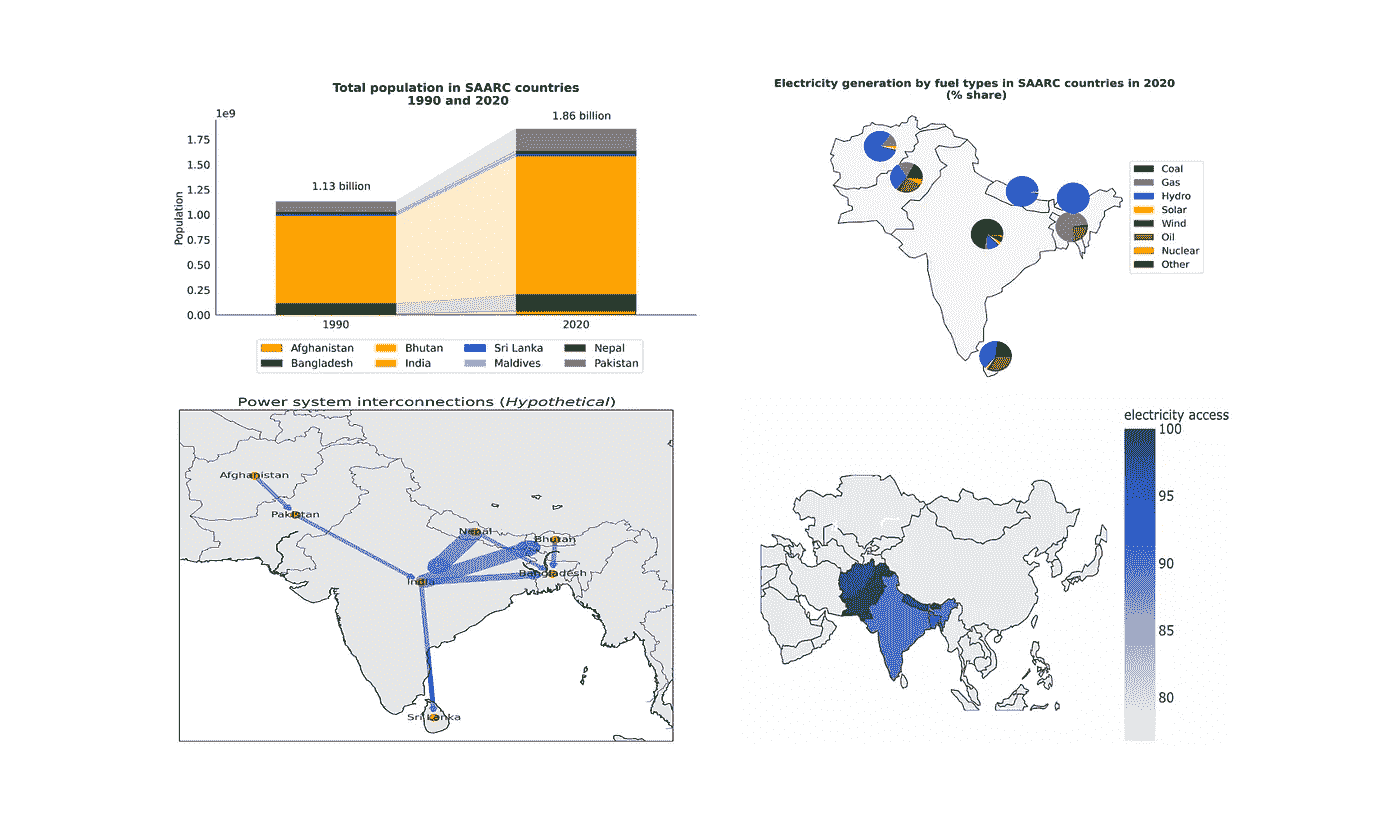 Total population in SAARC countries
1990 and 2020
1e9
1.86 billion
1.13 billion
Population
1.75
1.50
1.25
1.00
0.75
0.50
0.25
0.00
1990
2020
Afghanistan
Bhutan
Sri Lanka
Nepal
Bangladesh
India
Maldives
Pakistan
Electricity generation by fuel types in SAARC countries in 2020
(% share)
Coal
Gas
Hydro
Solar
Wind
Oil
Nuclear
Other
Power system interconnections (Hypothetical)
Afghanistan
Pakistan
Nepal
Bhutan
Bangladesh
India
Sri Lanka
electricity access
100
95
90
85
80